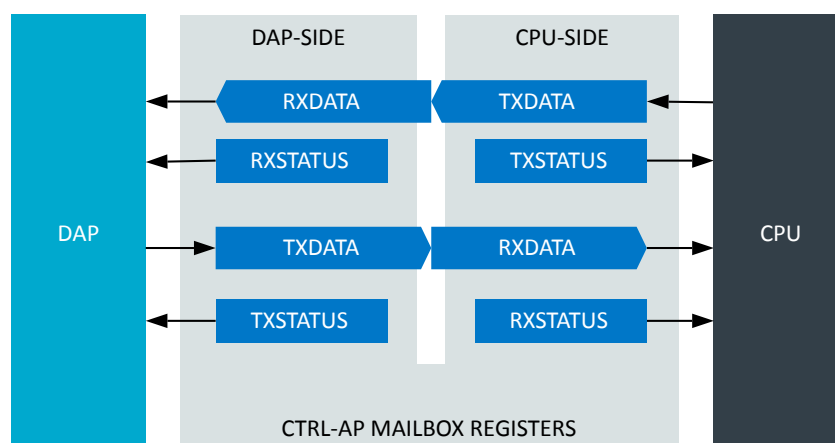 DAP-SIDE CPU-SIDE
RXDATA TXDATA
RXSTATUS TXSTATUS
DAP TXDATA RXDATA CPU
TXSTATUS RXSTATUS
CTRL-AP MAILBOX REGISTERS